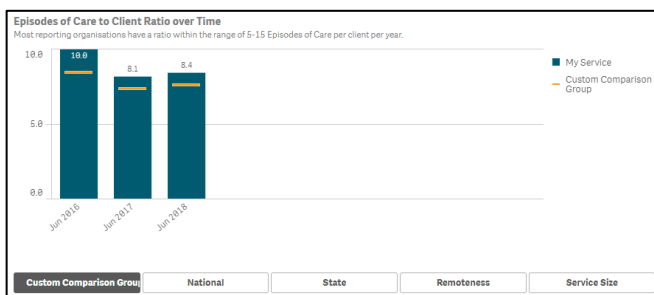 Episodes of Care to Client Ratio over Time
Most reporting organisations have a ratio within the range of 5-15 Episodes of Care per client per year.
10.0
5.0
0.0
10.0
8.1
8.4
Jun 2016
Jun 2017
Jun 2018
My Service
Custom Comparison
Group
Custom Comparison Group
National
State
Remoteness
Service Size